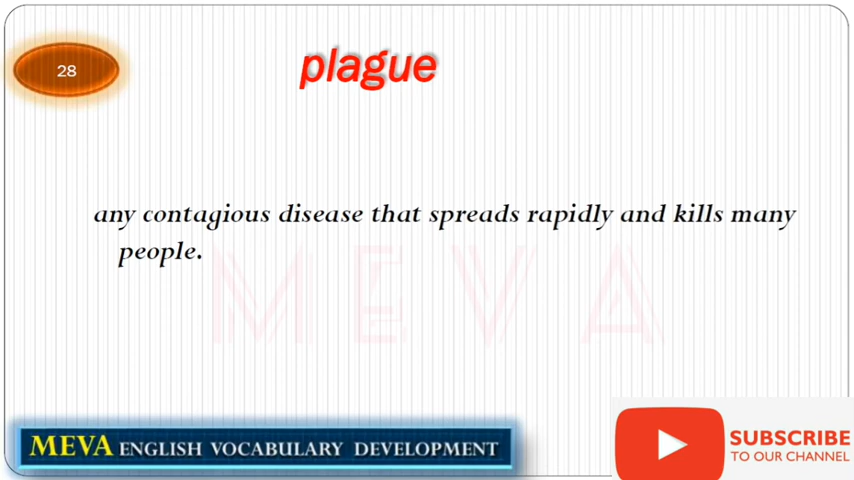 28
plague
any contagious disease that spreads rapidly and kills many
people.
MEVA
MEVA ENGLISH VOCABULARY DEVELOPMENT
SUBSCRIBE
TO OUR CHANNEL